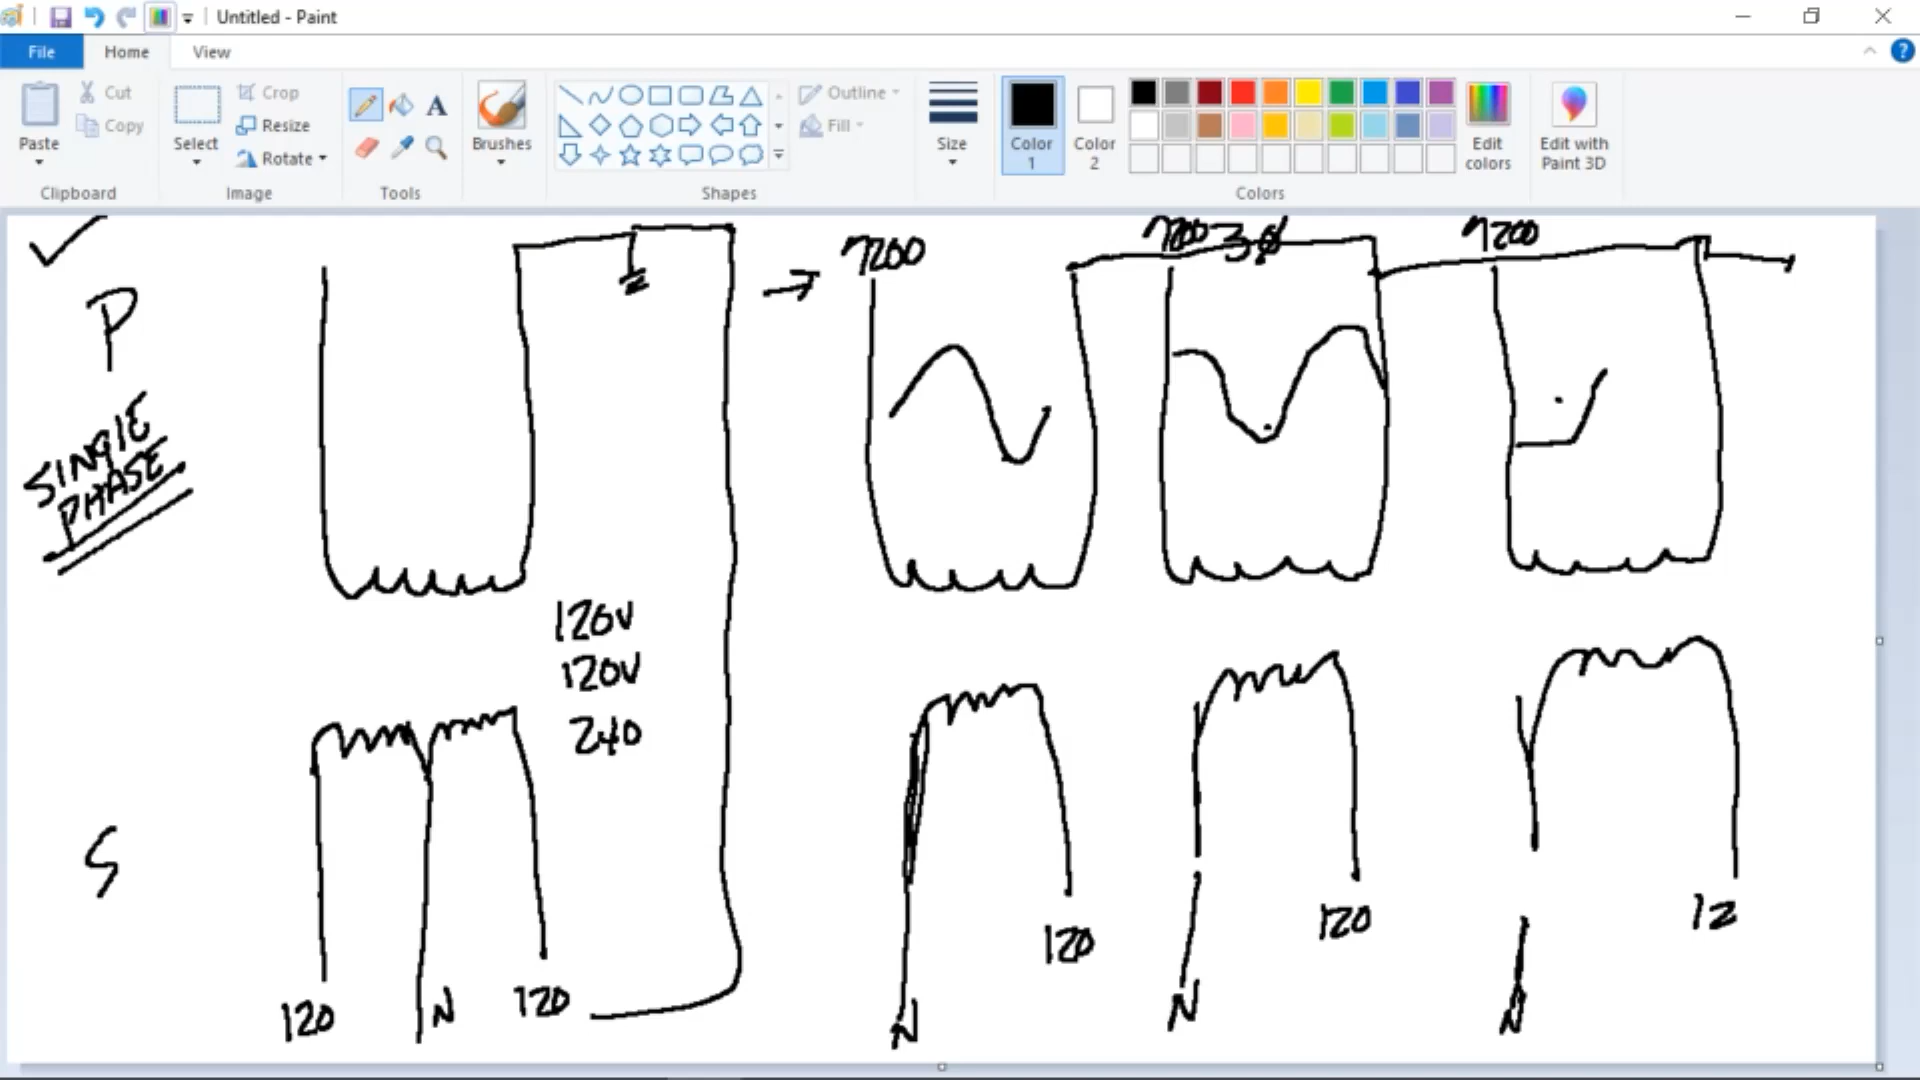 Untitled - Paint
File Home View
Cut
Copy
Paste
Clipboard
Select
Crop
Resize
Rotate
Image
Tools
Brushes
Shapes
Outline
Fill
Size
Color 1
Color 2
Colors
Edit colors
Edit with Paint 3D
7200
7200 3ø
7200
P
SINGLE
PHASE
120V
120V
240
S
120 N 120
N 120
N 120
N 12